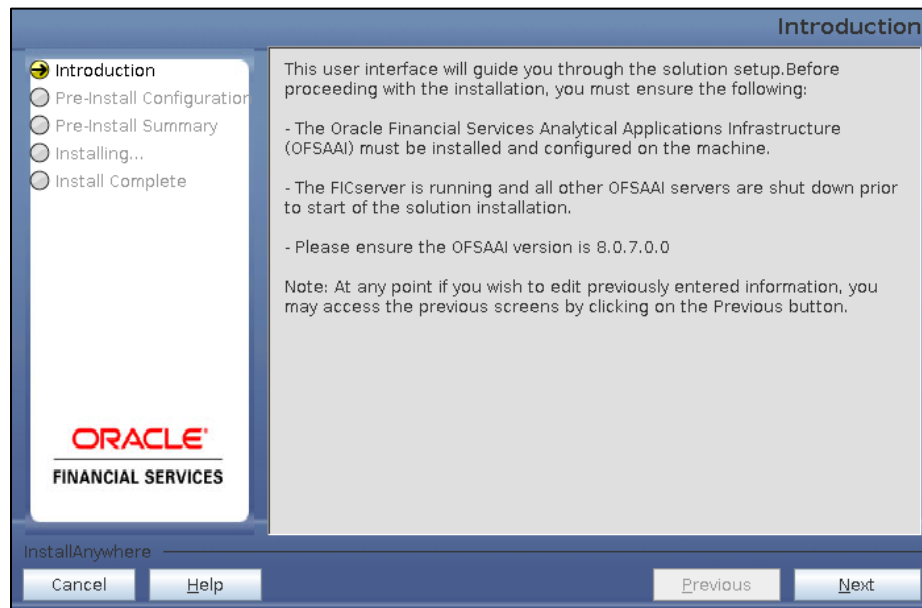 Introduction
Introduction
Pre-Install Configuration
Pre-Install Summary
Installing...
Install Complete
ORACLE®
FINANCIAL SERVICES
This user interface will guide you through the solution setup.Before
proceeding with the installation, you must ensure the following:
- The Oracle Financial Services Analytical Applications Infrastructure
(OFSAAI) must be installed and configured on the machine.
- The FICserver is running and all other OFSAAI servers are shut down prior
to start of the solution installation.
- Please ensure the OFSAAI version is 8.0.7.0.0
Note: At any point if you wish to edit previously entered information, you
may access the previous screens by clicking on the Previous button.
InstallAnywhere
Cancel
Help
Previous
Next